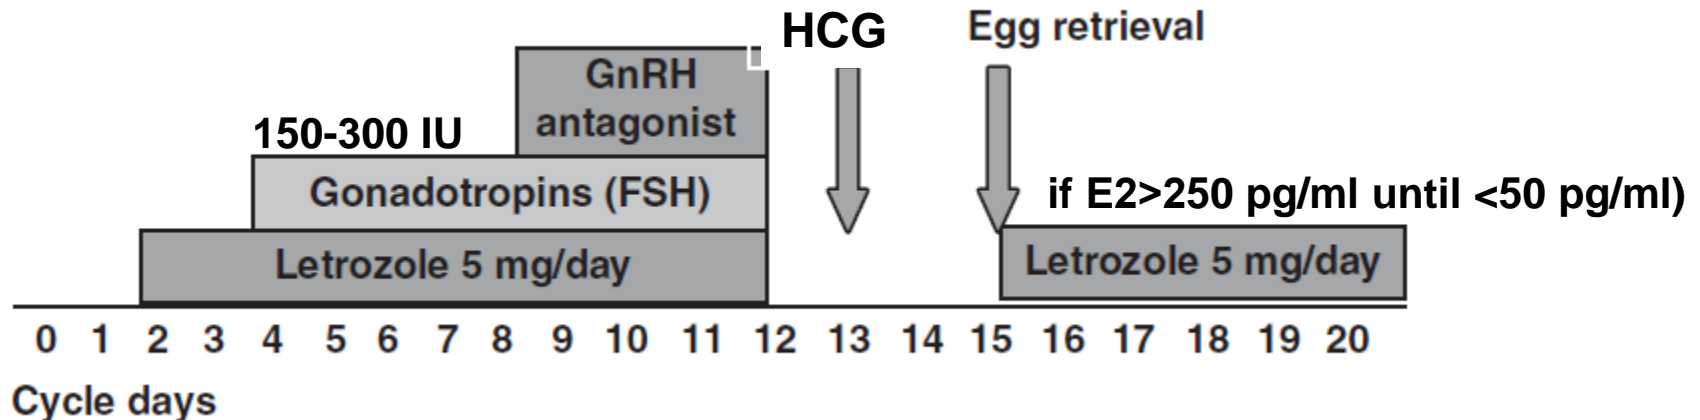 HCG
Egg retrieval
GnRH
antagonist
150-300 IU
Gonadotropins (FSH)
if E2>250 pg/ml until <50 pg/ml)
Letrozole 5 mg/day
Letrozole 5 mg/day
0 1 2 3 4 5 6 7 8 9 10 11 12 13 14 15 16 17 18 19 20
Cycle days